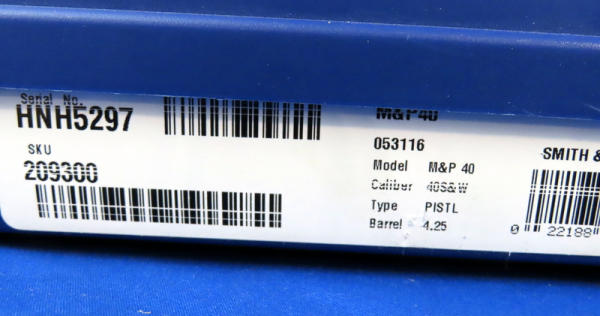 Serial No.
HNH5297
SKU
209300
M&P40
053116
Model M&P 40
Caliber 40S&W
Type PISTL
Barrel 4.25
SMITH &
0 22188